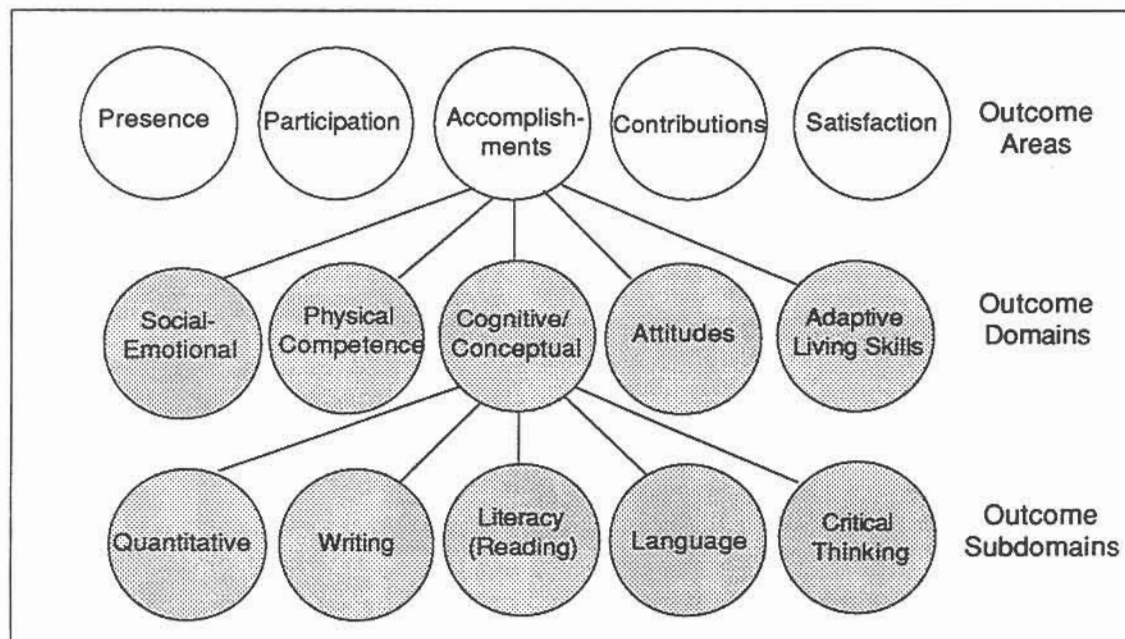 Presence
Participation
Accomplish-
ments
Contributions
Satisfaction
Outcome
Areas
Social-
Emotional
Physical
Competence
Cognitive/
Conceptual
Attitudes
Adaptive
Living Skills
Outcome
Domains
Quantitative
Writing
Literacy
(Reading)
Language
Critical
Thinking
Outcome
Subdomains